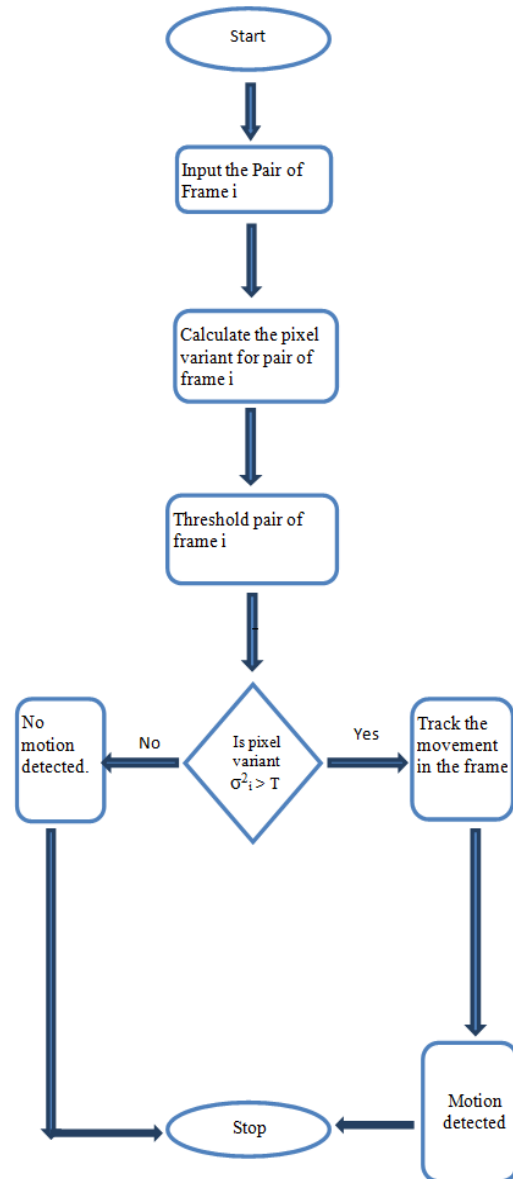 Start
Input the Pair of
Frame i
Calculate the pixel
variant for pair of
frame i
Threshold pair of
frame i
No
motion
detected.
No
Is pixel
variant
σ²ᵢ > T
Yes
Track the
movement
in the frame
Motion
detected
Stop